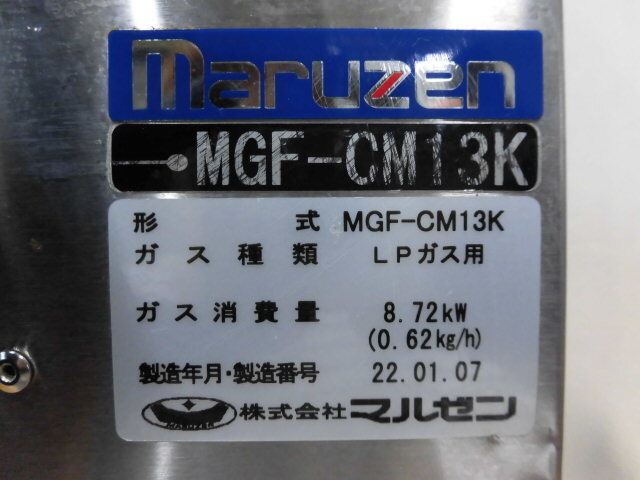 maruzen
MGF-CM13K
形 式 MGF-CM13K
ガス種類 LPガス用
ガス消費量 8.72kW
(0.62kg/h)
製造年月・製造番号 22.01.07
MARUZEN 株式会社 マルゼン